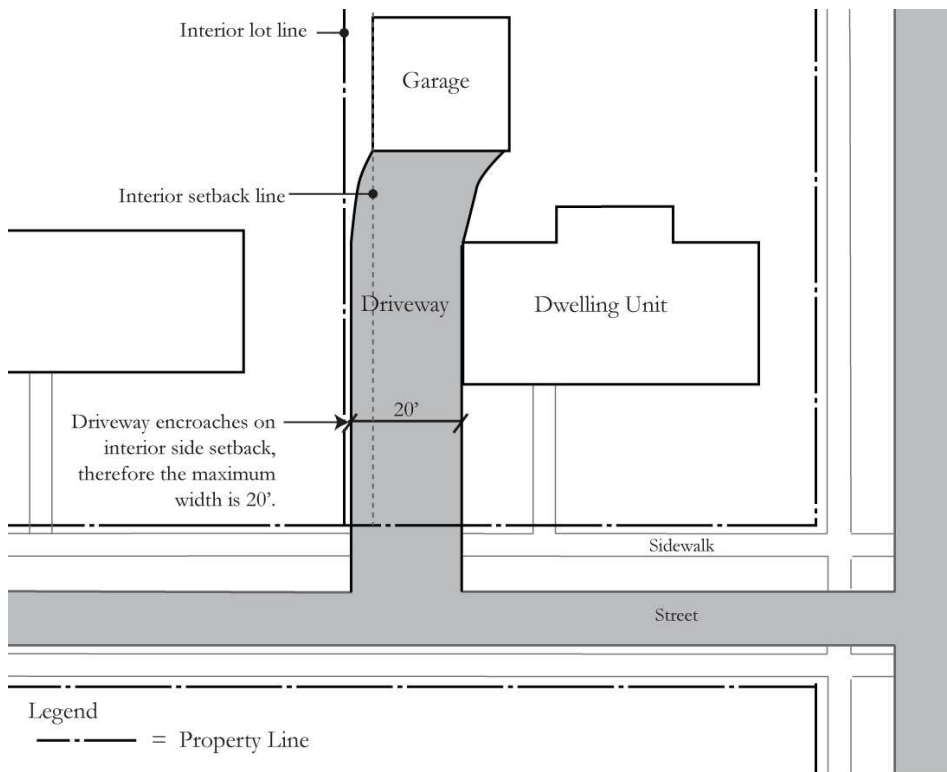 Interior lot line
Garage
Interior setback line
Driveway
Dwelling Unit
20’
Driveway encroaches on
interior side setback,
therefore the maximum
width is 20’.
Sidewalk
Street
Legend
= Property Line